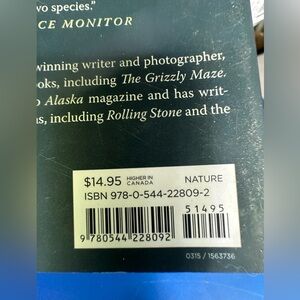 wo species."
CE MONITOR
winning writer and photographer,
oks, including The Grizzly Maze.
o Alaska magazine and has writ-
s, including Rolling Stone and the
$14.95 HIGHER IN CANADA NATURE
ISBN 978-0-544-22809-2
51495
9 780544 228092
0315 / 1563736